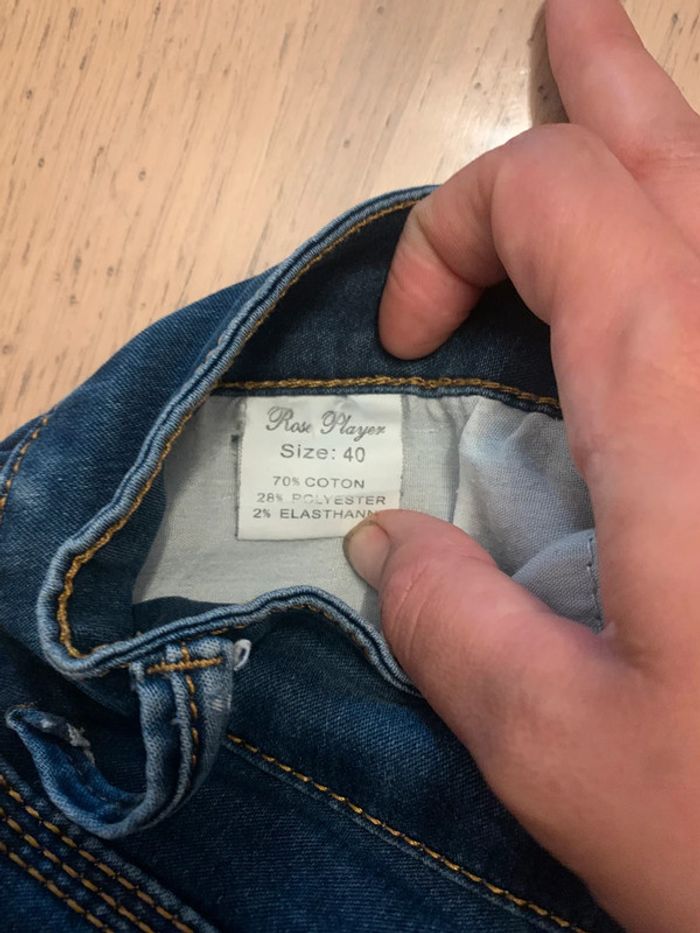 Rose Player
Size: 40
70% COTON
28% POLYESTER
2% ELASTHANN